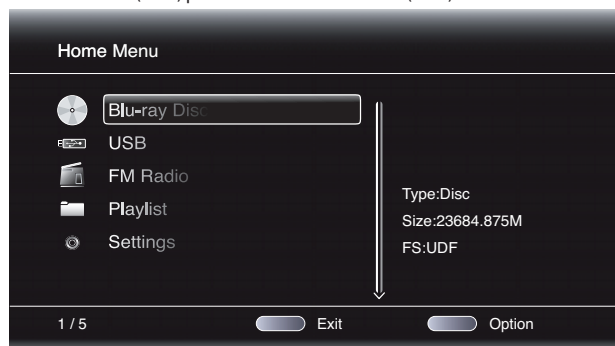 Home Menu
Blu-ray Disc
USB
FM Radio
Playlist
Settings
Type:Disc
Size:23684.875M
FS:UDF
1 / 5
Exit
Option